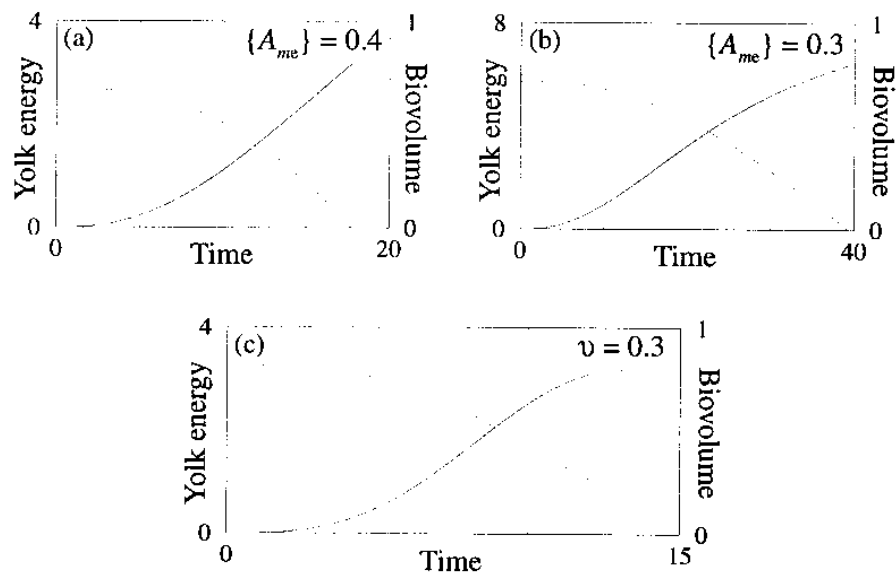 4
(a)
{A_me} = 0.4
1
Yolk energy
Biovolume
0
0
0
Time
20
8
(b)
{A_me} = 0.3
1
Yolk energy
Biovolume
0
0
0
Time
40
4
(c)
υ = 0.3
1
Yolk energy
Biovolume
0
0
0
Time
15